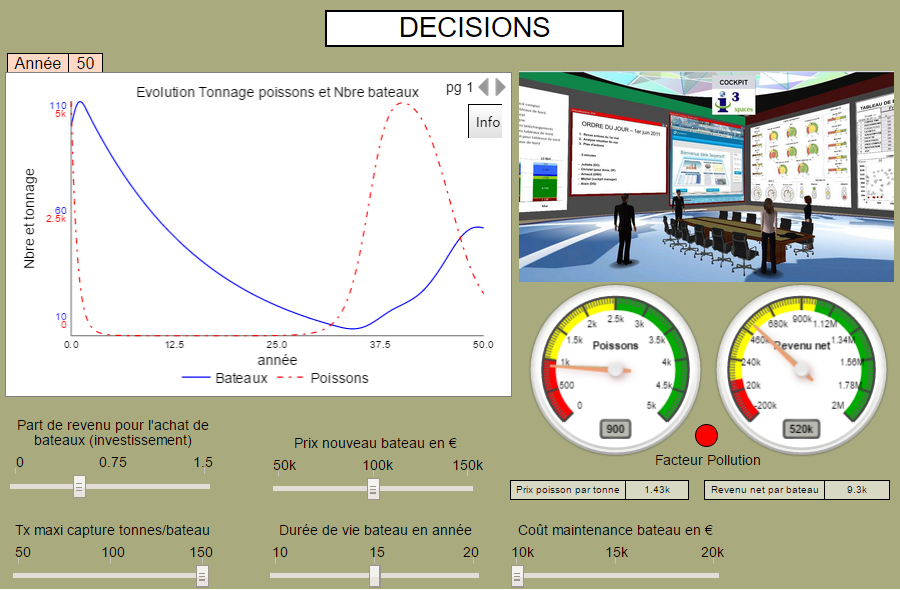 DECISIONS
Année 50
Evolution Tonnage poissons et Nbre bateaux
pg 1
Info
110
5k
60
2.5k
10
0
Nbre et tonnage
0.0 12.5 25.0 37.5 50.0
année
Bateaux Poissons
COCKPIT
i3
spaces
ORDRE DU JOUR – 1er juin 2011
TABLEAU DE
Poissons
0 500 1k 1.5k 2k 2.5k 3k 3.5k 4k 4.5k 5k
900
Revenu net
-200k 20k 240k 460k 680k 900k 1.12M 1.34M 1.56M 1.78M 2M
520k
Facteur Pollution
Prix poisson par tonne 1.43k
Revenu net par bateau 9.3k
Part de revenu pour l'achat de
bateaux (investissement)
0 0.75 1.5
Prix nouveau bateau en €
50k 100k 150k
Tx maxi capture tonnes/bateau
50 100 150
Durée de vie bateau en année
10 15 20
Coût maintenance bateau en €
10k 15k 20k